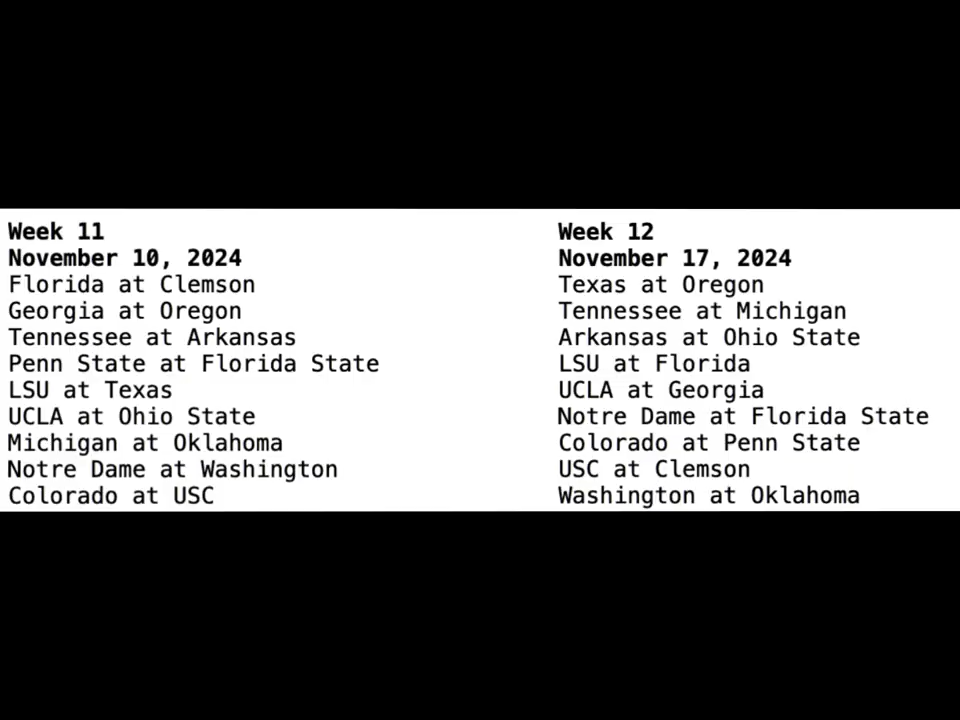 Week 11
November 10, 2024
Florida at Clemson
Georgia at Oregon
Tennessee at Arkansas
Penn State at Florida State
LSU at Texas
UCLA at Ohio State
Michigan at Oklahoma
Notre Dame at Washington
Colorado at USC
Week 12
November 17, 2024
Texas at Oregon
Tennessee at Michigan
Arkansas at Ohio State
LSU at Florida
UCLA at Georgia
Notre Dame at Florida State
Colorado at Penn State
USC at Clemson
Washington at Oklahoma